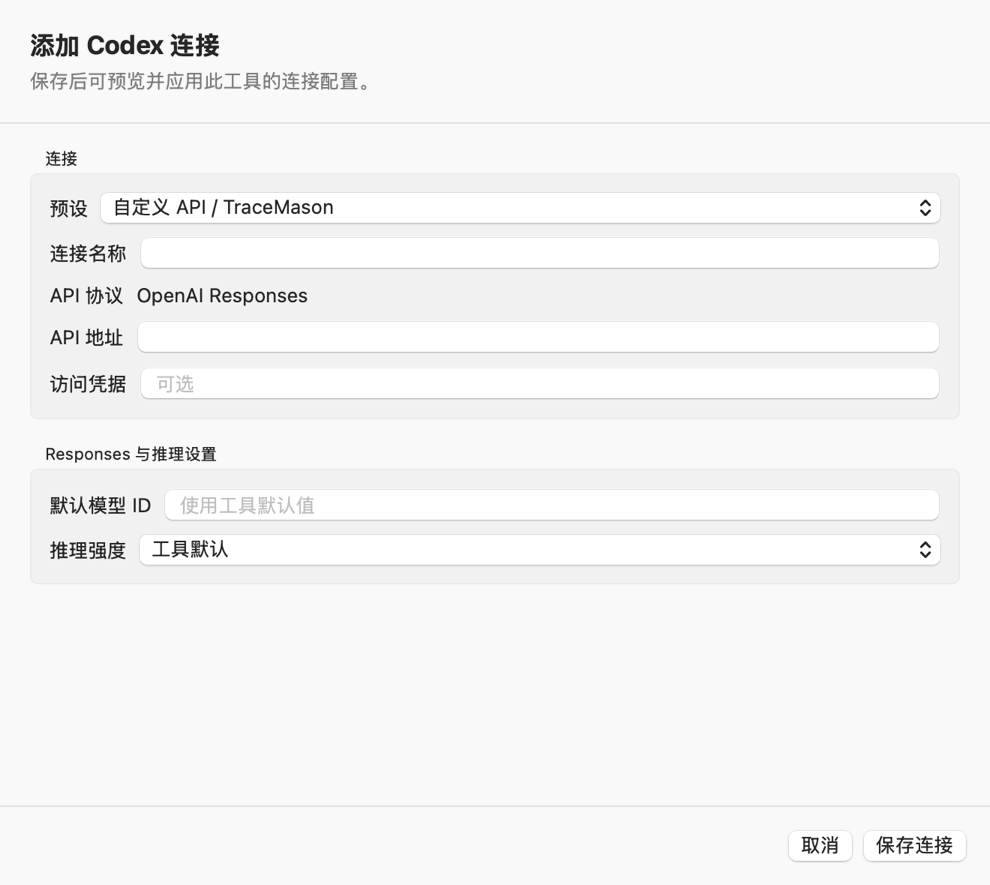 添加 Codex 连接
保存后可预览并应用此工具的连接配置。
连接
预设 自定义 API / TraceMason
连接名称
API 协议 OpenAI Responses
API 地址
访问凭据 可选
Responses 与推理设置
默认模型 ID 使用工具默认值
推理强度 工具默认
取消 保存连接